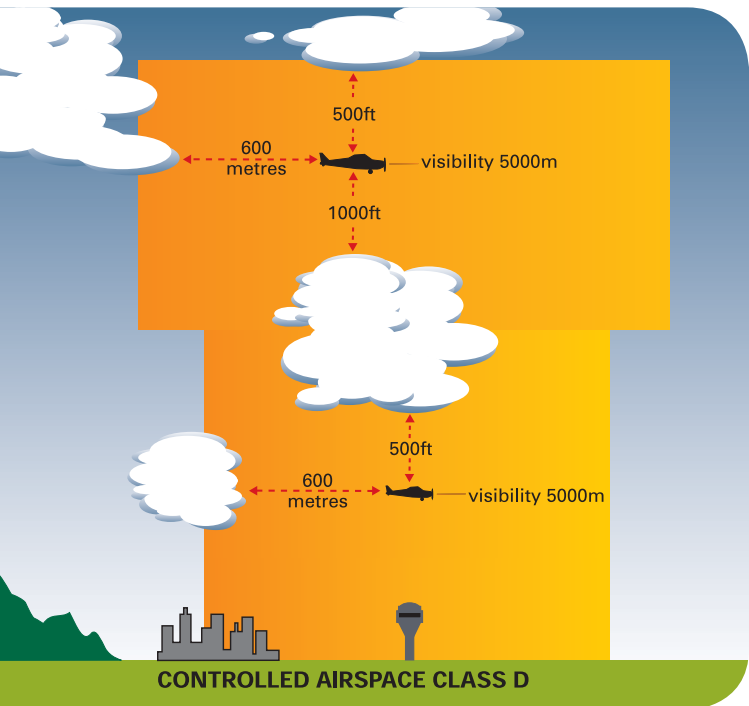 500ft
600
metres
visibility 5000m
1000ft
500ft
600
metres
visibility 5000m
CONTROLLED AIRSPACE CLASS D